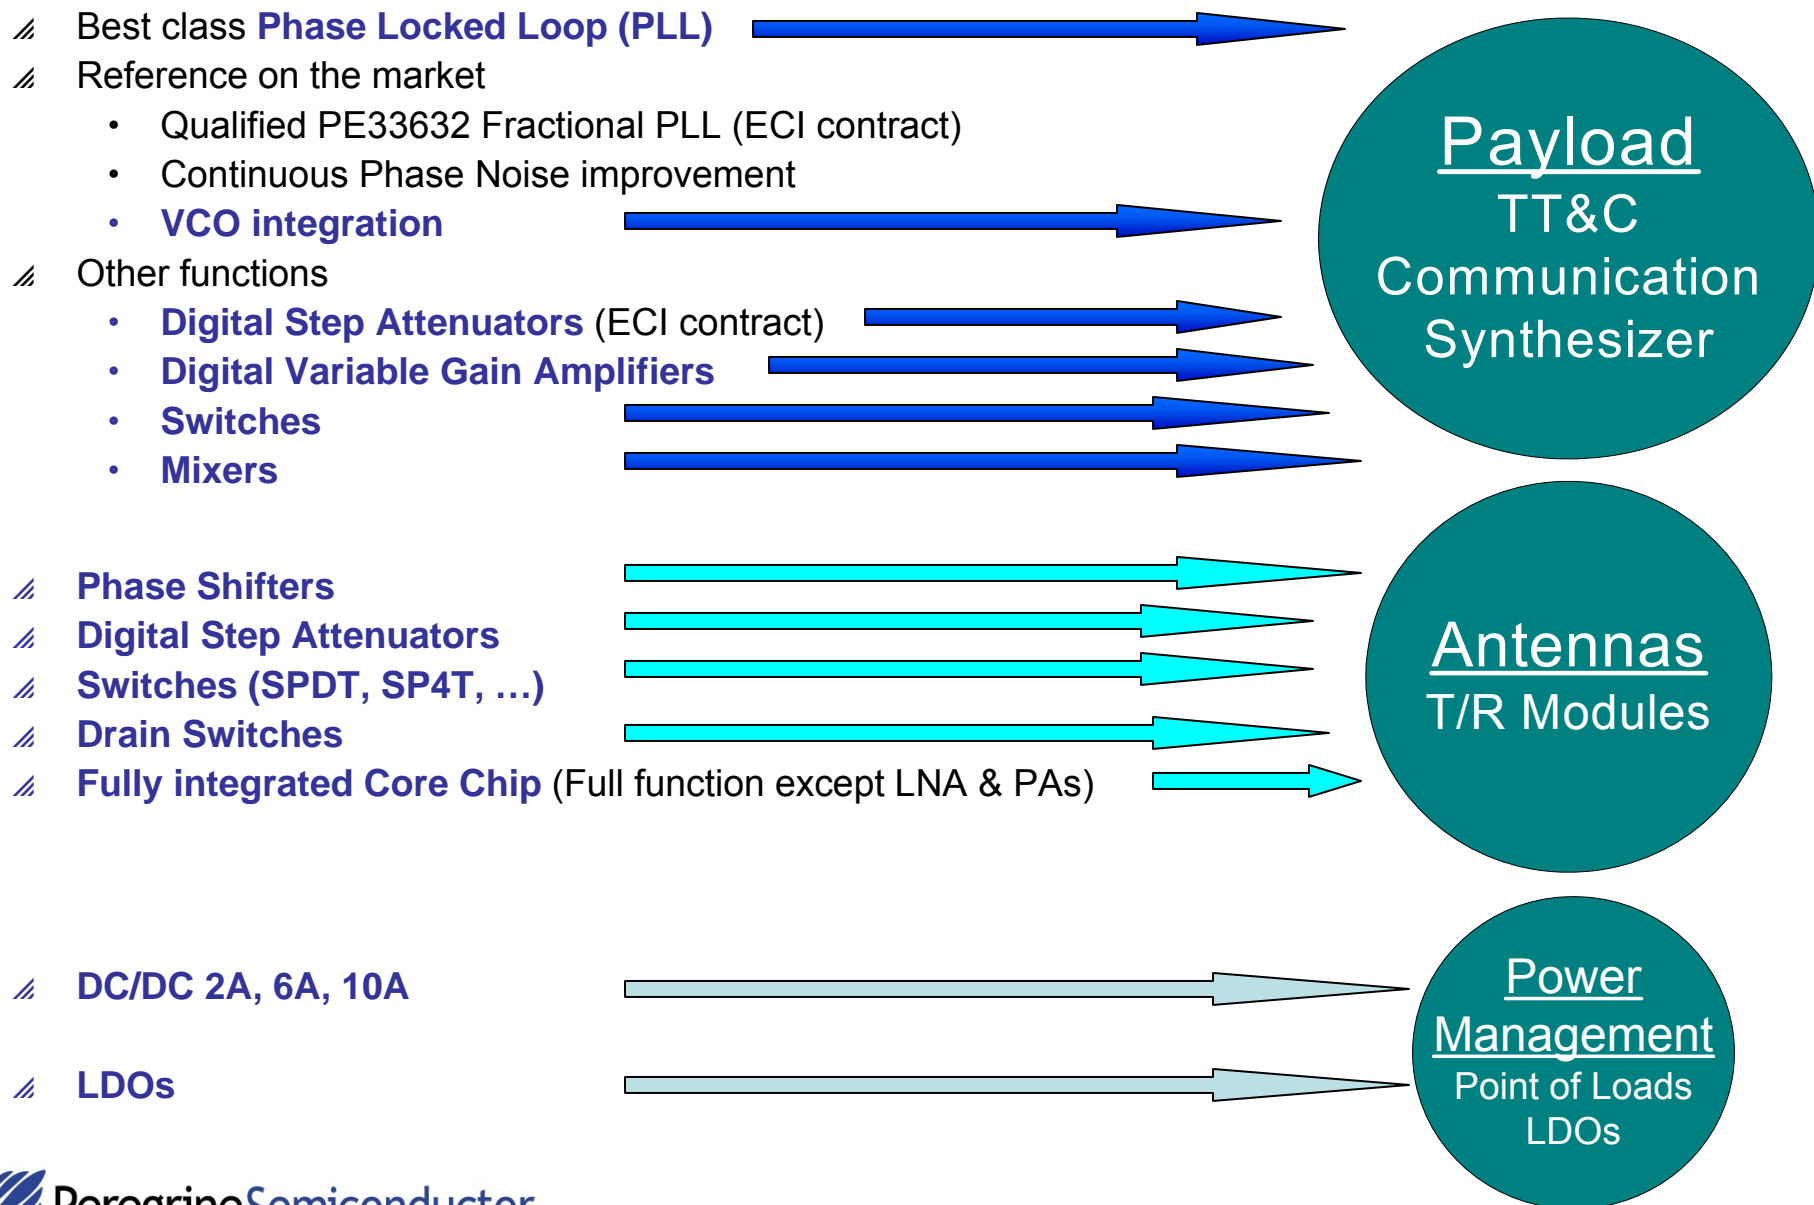 Best class Phase Locked Loop (PLL)
Reference on the market
• Qualified PE33632 Fractional PLL (ECI contract)
• Continuous Phase Noise improvement
• VCO integration
Other functions
• Digital Step Attenuators (ECI contract)
• Digital Variable Gain Amplifiers
• Switches
• Mixers
Payload
TT&C
Communication
Synthesizer
Phase Shifters
Digital Step Attenuators
Switches (SPDT, SP4T, …)
Drain Switches
Fully integrated Core Chip (Full function except LNA & PAs)
Antennas
T/R Modules
DC/DC 2A, 6A, 10A
LDOs
Power
Management
Point of Loads
LDOs
Peregrine Semiconductor